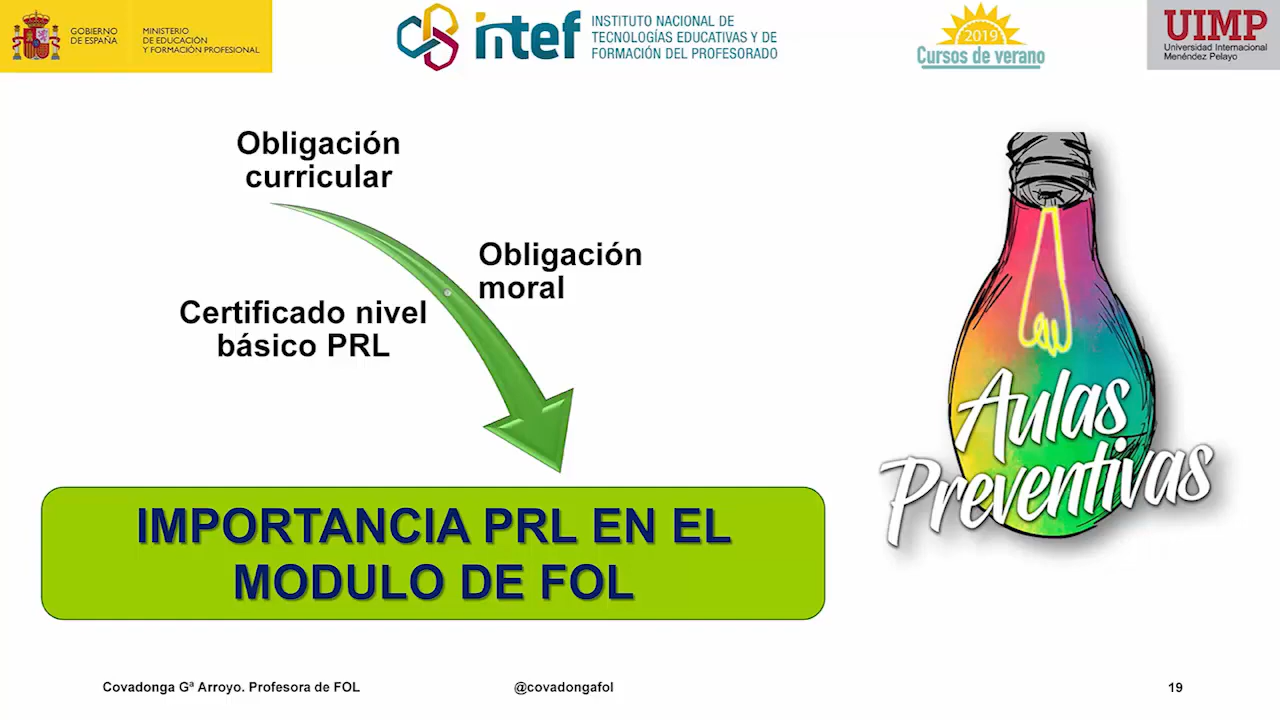 GOBIERNO
DE ESPAÑA
MINISTERIO
DE EDUCACIÓN
Y FORMACIÓN PROFESIONAL
intef
INSTITUTO NACIONAL DE
TECNOLOGÍAS EDUCATIVAS Y DE
FORMACIÓN DEL PROFESORADO
2019
Cursos de verano
UIMP
Universidad Internacional
Menéndez Pelayo
Obligación
curricular
Obligación
moral
Certificado nivel
básico PRL
Aulas
Preventivas
IMPORTANCIA PRL EN EL
MODULO DE FOL
Covadonga Gª Arroyo. Profesora de FOL
@covadongafol
19